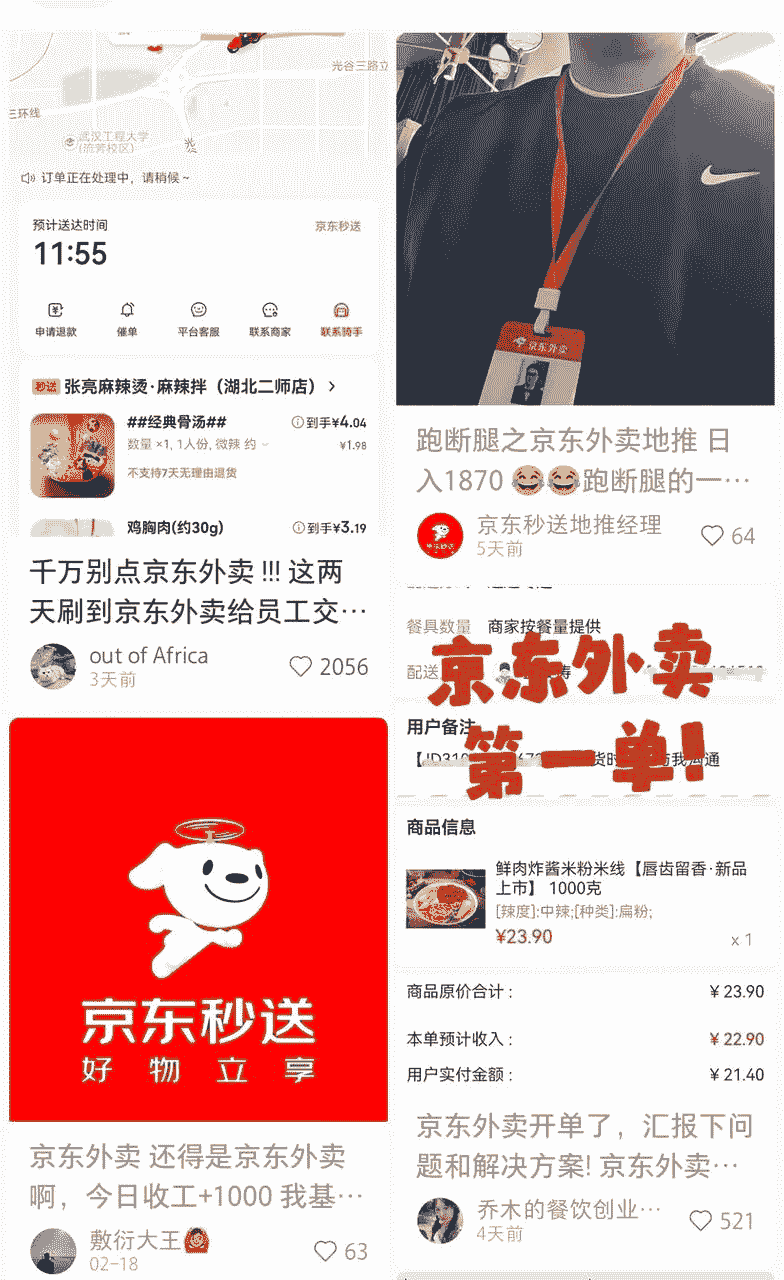 光谷三路立
三环线
武汉工程大学
(流芳校区)
订单正在处理中，请稍候~
预计送达时间
京东秒送
11:55
申请退款
催单
平台客服
联系商家
联系骑手
秒送 张亮麻辣烫·麻辣拌（湖北二师店）
##经典骨汤##
到手¥4.04
数量 ×1, 1人份, 微辣 约
¥1.98
不支持7天无理由退货
鸡胸肉(约30g)
到手¥3.19
千万别点京东外卖 !!! 这两
天刷到京东外卖给员工交…
out of Africa
3天前
2056
京东秒送
好物立享
京东外卖 还得是京东外卖
啊，今日收工+1000 我基…
敷衍大王
02-18
63
京东外卖
跑断腿之京东外卖地推 日
入1870 😂😂跑断腿的一…
京东秒送地推经理
5天前
64
餐具数量 商家按餐量提供
配送
涛
京东外卖
用户备注
第一单!
商品信息
鲜肉炸酱米粉米线【唇齿留香·新品
上市】 1000克
[辣度]:中辣;[种类]:扁粉;
¥23.90
x 1
商品原价合计 :
¥ 23.90
本单预计收入 :
¥ 22.90
用户实付金额 :
¥ 21.40
京东外卖开单了，汇报下问
题和解决方案! 京东外卖…
乔木的餐饮创业…
4天前
521